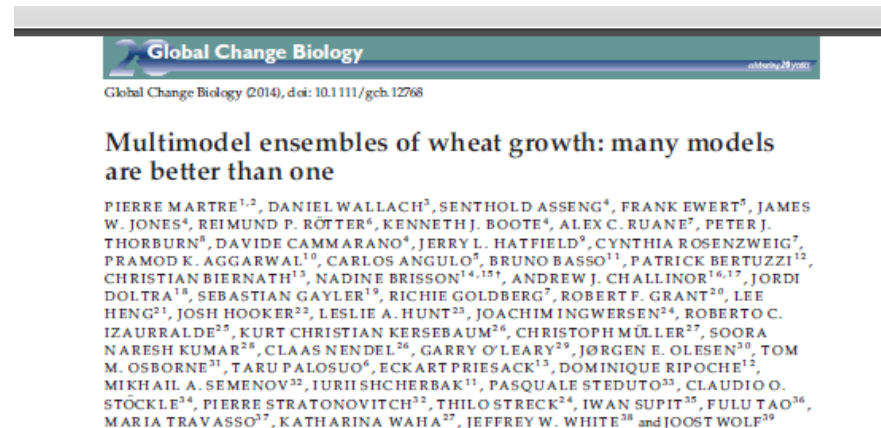 20 Global Change Biology
celebrating 20 years
Global Change Biology (2014), doi: 10.1111/gcb.12768
Multimodel ensembles of wheat growth: many models
are better than one
PIERRE MARTRE1,2, DANIEL WALLACH3, SENTHOLD ASSENG4, FRANK EWERT5, JAMES
W. JONES4, REIMUND P. RÖTTER6, KENNETH J. BOOTE4, ALEX C. RUANE7, PETER J.
THORBURN8, DAVIDE CAMMARANO4, JERRY L. HATFIELD9, CYNTHIA ROSENZWEIG7,
PRAMOD K. AGGARWAL10, CARLOS ANGULO5, BRUNO BASSO11, PATRICK BERTUZZI12,
CHRISTIAN BIERNATH13, NADINE BRISSON14,15†, ANDREW J. CHALLINOR16,17, JORDI
DOLTRA18, SEBASTIAN GAYLER19, RICHIE GOLDBERG7, ROBERT F. GRANT20, LEE
HENG21, JOSH HOOKER22, LESLIE A. HUNT23, JOACHIM INGWERSEN24, ROBERTO C.
IZAURRALDE25, KURT CHRISTIAN KERSEBAUM26, CHRISTOPH MÜLLER27, SOORA
NARESH KUMAR28, CLAAS NENDEL26, GARRY O'LEARY29, JØRGEN E. OLESEN30, TOM
M. OSBORNE31, TARU PALOSUO6, ECKART PRIESACK13, DOMINIQUE RIPOCHE12,
MIKHAIL A. SEMENOV32, IURII SHCHERBAK11, PASQUALE STEDUTO33, CLAUDIO O.
STÖCKLE34, PIERRE STRATONOVITCH32, THILO STRECK24, IWAN SUPIT35, FULU TAO36,
MARIA TRAVASSO37, KATHARINA WAHA27, JEFFREY W. WHITE38 and JOOST WOLF39